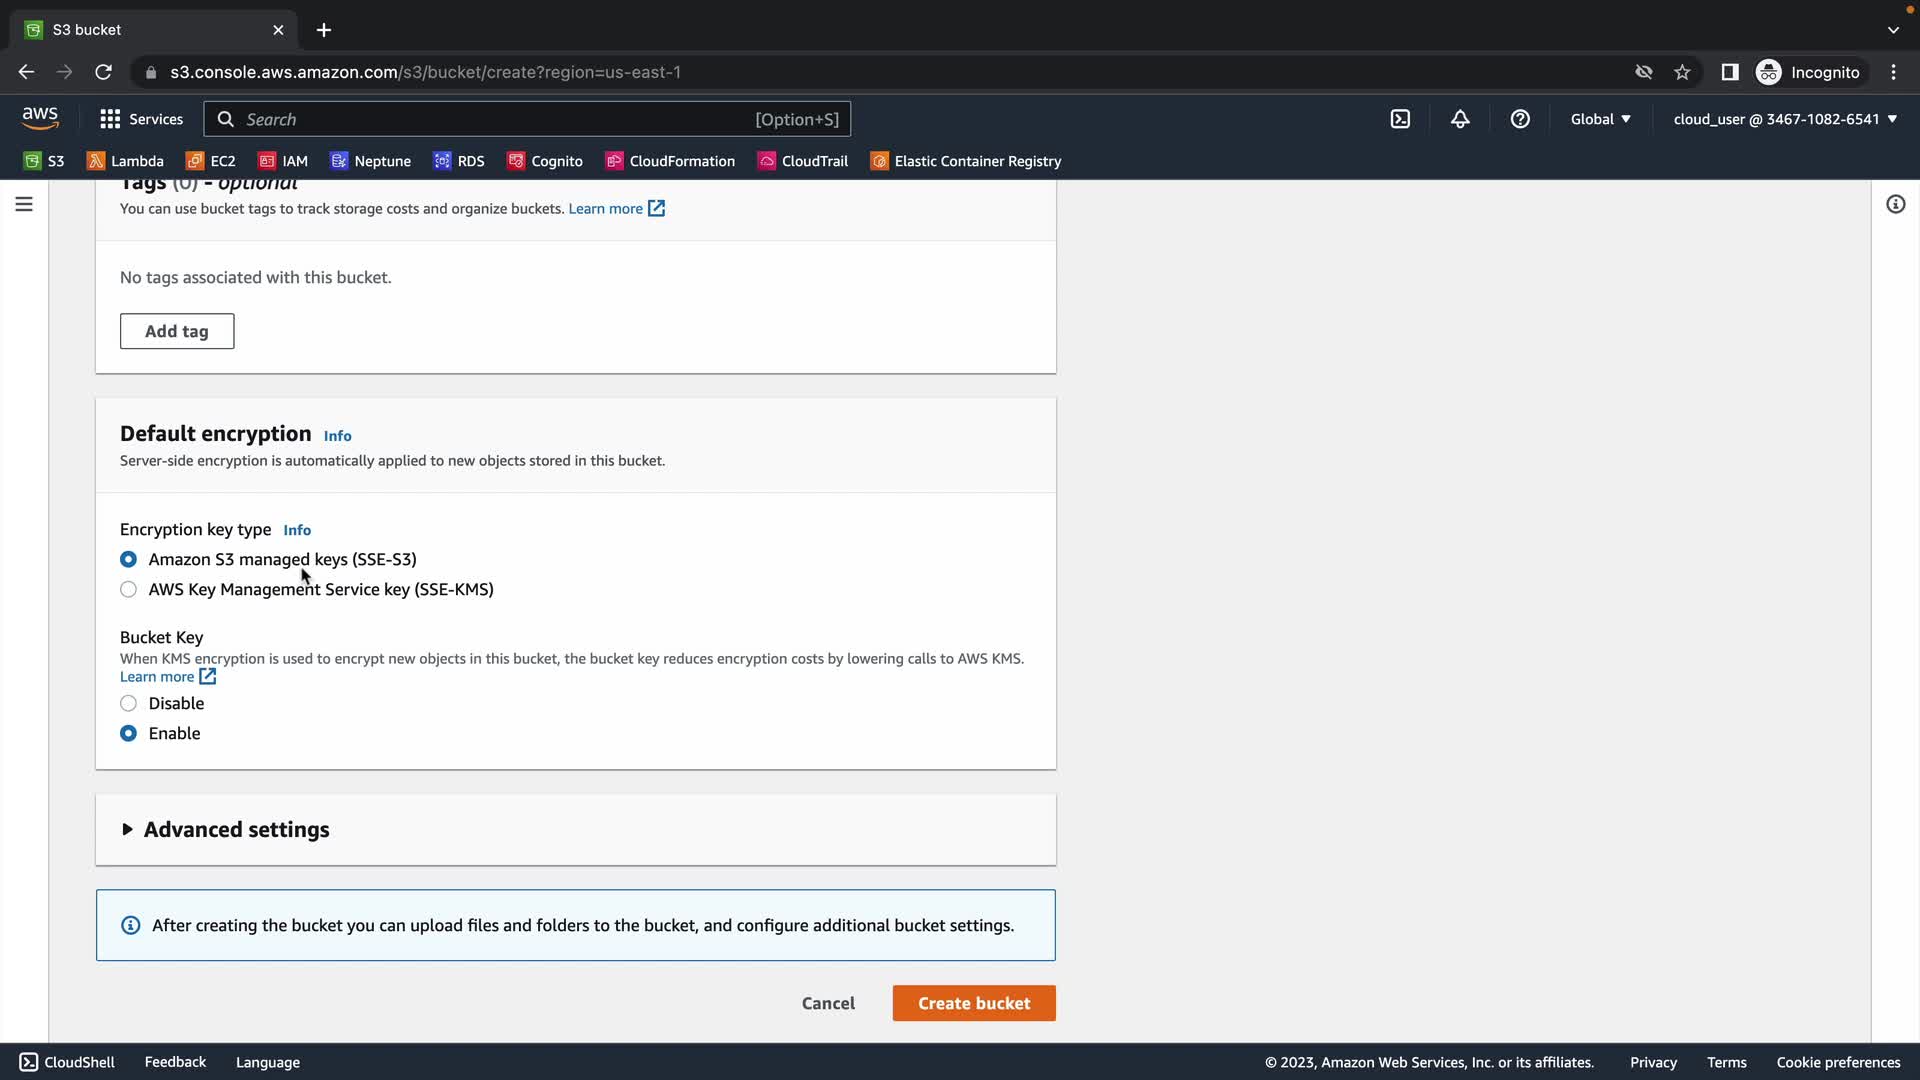 S3 bucket
s3.console.aws.amazon.com/s3/bucket/create?region=us-east-1
Incognito
aws
Services
Search
[Option+S]
Global
cloud_user @ 3467-1082-6541
S3
Lambda
EC2
IAM
Neptune
RDS
Cognito
CloudFormation
CloudTrail
Elastic Container Registry
Tags (0) - optional
You can use bucket tags to track storage costs and organize buckets. Learn more
No tags associated with this bucket.
Add tag
Default encryption Info
Server-side encryption is automatically applied to new objects stored in this bucket.
Encryption key type Info
Amazon S3 managed keys (SSE-S3)
AWS Key Management Service key (SSE-KMS)
Bucket Key
When KMS encryption is used to encrypt new objects in this bucket, the bucket key reduces encryption costs by lowering calls to AWS KMS.
Learn more
Disable
Enable
Advanced settings
After creating the bucket you can upload files and folders to the bucket, and configure additional bucket settings.
Cancel
Create bucket
CloudShell
Feedback
Language
© 2023, Amazon Web Services, Inc. or its affiliates.
Privacy
Terms
Cookie preferences